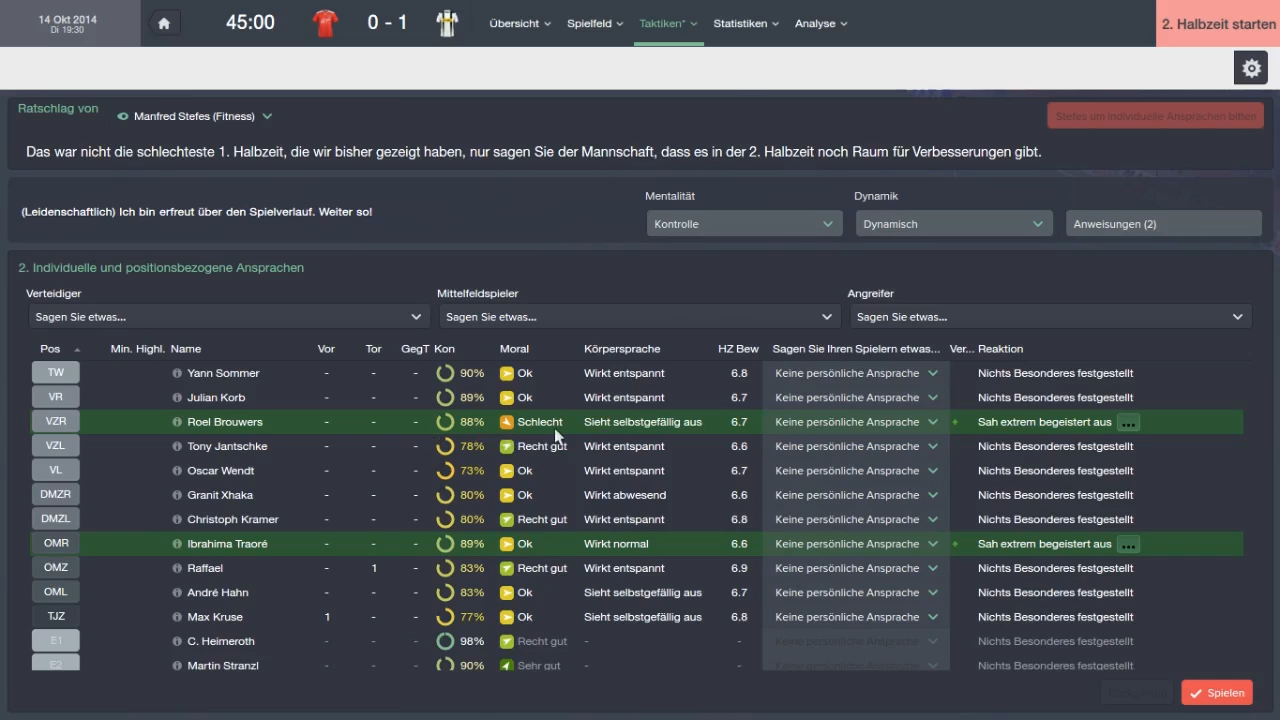 14 Okt 2014
Di 19:30
45:00
0 - 1
Übersicht
Spielfeld
Taktiken*
Statistiken
Analyse
2. Halbzeit starten
Ratschlag von
Manfred Stefes (Fitness)
Stefes um individuelle Ansprachen bitten
Das war nicht die schlechteste 1. Halbzeit, die wir bisher gezeigt haben, nur sagen Sie der Mannschaft, dass es in der 2. Halbzeit noch Raum für Verbesserungen gibt.
Mentalität Dynamik
(Leidenschaftlich) Ich bin erfreut über den Spielverlauf. Weiter so!
Kontrolle Dynamisch Anweisungen (2)
2. Individuelle und positionsbezogene Ansprachen
Verteidiger Mittelfeldspieler Angreifer
Sagen Sie etwas... Sagen Sie etwas... Sagen Sie etwas...
Pos Min. Highl. Name Vor Tor GegT Kon Moral Körpersprache HZ Bew Sagen Sie Ihren Spielern etwas... Ver... Reaktion
TW Yann Sommer - - - 90% Ok Wirkt entspannt 6.8 Keine persönliche Ansprache Nichts Besonderes festgestellt
VR Julian Korb - - - 89% Ok Wirkt entspannt 6.7 Keine persönliche Ansprache Nichts Besonderes festgestellt
VZR Roel Brouwers - - - 88% Schlecht Sieht selbstgefällig aus 6.7 Keine persönliche Ansprache Sah extrem begeistert aus ...
VZL Tony Jantschke - - - 78% Recht gut Wirkt entspannt 6.6 Keine persönliche Ansprache Nichts Besonderes festgestellt
VL Oscar Wendt - - - 73% Ok Wirkt entspannt 6.7 Keine persönliche Ansprache Nichts Besonderes festgestellt
DMZR Granit Xhaka - - - 80% Ok Wirkt abwesend 6.6 Keine persönliche Ansprache Nichts Besonderes festgestellt
DMZL Christoph Kramer - - - 80% Recht gut Wirkt entspannt 6.8 Keine persönliche Ansprache Nichts Besonderes festgestellt
OMR Ibrahima Traoré - - - 89% Ok Wirkt normal 6.6 Keine persönliche Ansprache Sah extrem begeistert aus ...
OMZ Raffael - 1 - 83% Recht gut Wirkt entspannt 6.9 Keine persönliche Ansprache Nichts Besonderes festgestellt
OML André Hahn - - - 83% Ok Sieht selbstgefällig aus 6.7 Keine persönliche Ansprache Nichts Besonderes festgestellt
TJZ Max Kruse 1 - - 77% Ok Sieht selbstgefällig aus 6.8 Keine persönliche Ansprache Nichts Besonderes festgestellt
E1 C. Heimeroth 98% Recht gut - - Keine persönliche Ansprache Nichts Besonderes festgestellt
E2 Martin Stranzl 90% Sehr gut - - Keine persönliche Ansprache Nichts Besonderes festgestellt
Spielen